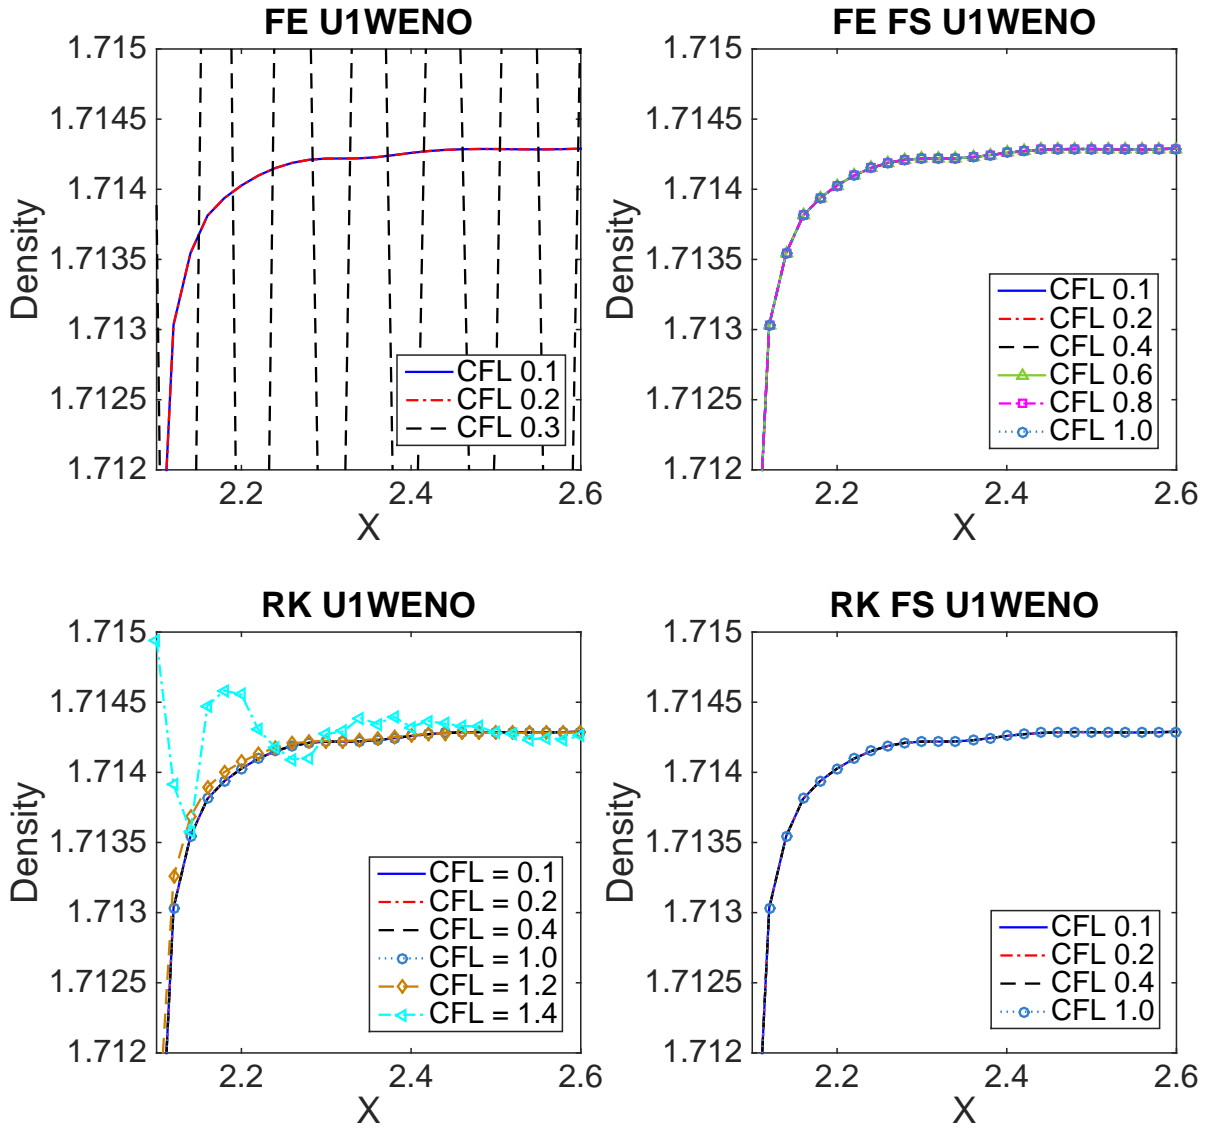 FE U1WENO
1.715
1.7145
1.714
1.7135
1.713
1.7125
1.712
Density
2.2
2.4
2.6
X
CFL 0.1
CFL 0.2
CFL 0.3
FE FS U1WENO
1.715
1.7145
1.714
1.7135
1.713
1.7125
1.712
Density
2.2
2.4
2.6
X
CFL 0.1
CFL 0.2
CFL 0.4
CFL 0.6
CFL 0.8
CFL 1.0
RK U1WENO
1.715
1.7145
1.714
1.7135
1.713
1.7125
1.712
Density
2.2
2.4
2.6
X
CFL = 0.1
CFL = 0.2
CFL = 0.4
CFL = 1.0
CFL = 1.2
CFL = 1.4
RK FS U1WENO
1.715
1.7145
1.714
1.7135
1.713
1.7125
1.712
Density
2.2
2.4
2.6
X
CFL 0.1
CFL 0.2
CFL 0.4
CFL 1.0